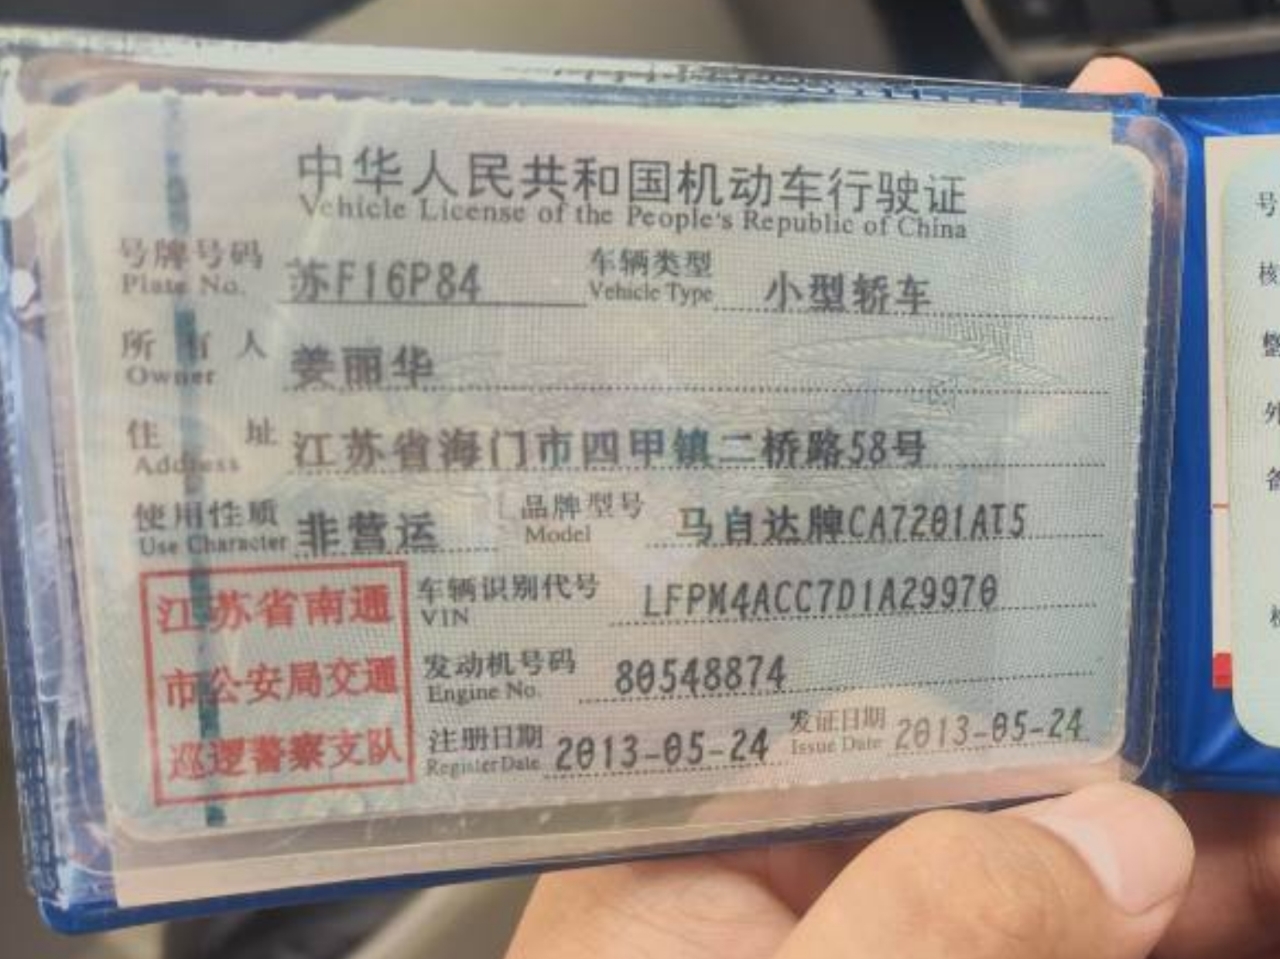 中华人民共和国机动车行驶证
Vehicle License of the People's Republic of China
号牌号码 苏F16P84 车辆类型 小型轿车
Plate No. Vehicle Type
所有人 姜丽华
Owner
住址 江苏省海门市四甲镇二桥路58号
Address
使用性质 非营运 品牌型号 马自达牌CA7201AT5
Use Character Model
江苏省南通
市公安局交通
巡逻警察支队
车辆识别代号 LFPM4ACC7D1A29970
VIN
发动机号码 80548874
Engine No.
注册日期 2013-05-24 发证日期 2013-05-24
Register Date Issue Date
号
核
整
外